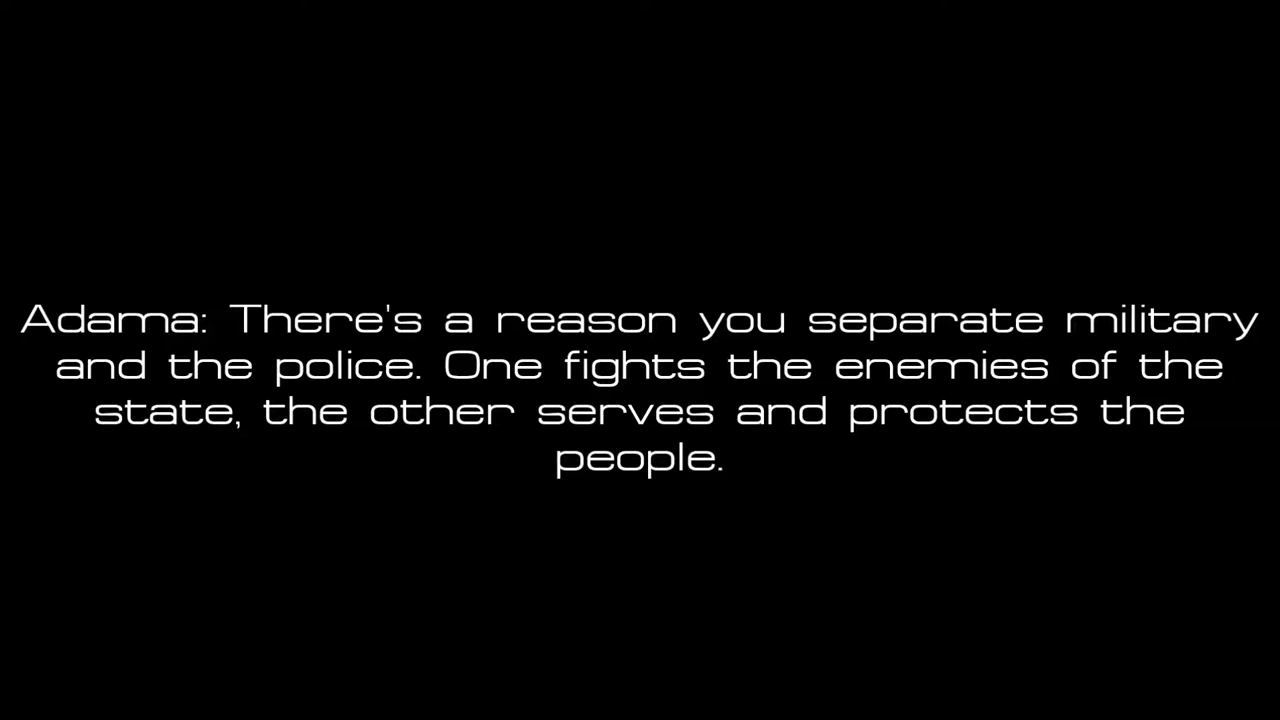 Adama: There's a reason you separate military
and the police. One fights the enemies of the
state, the other serves and protects the
people.